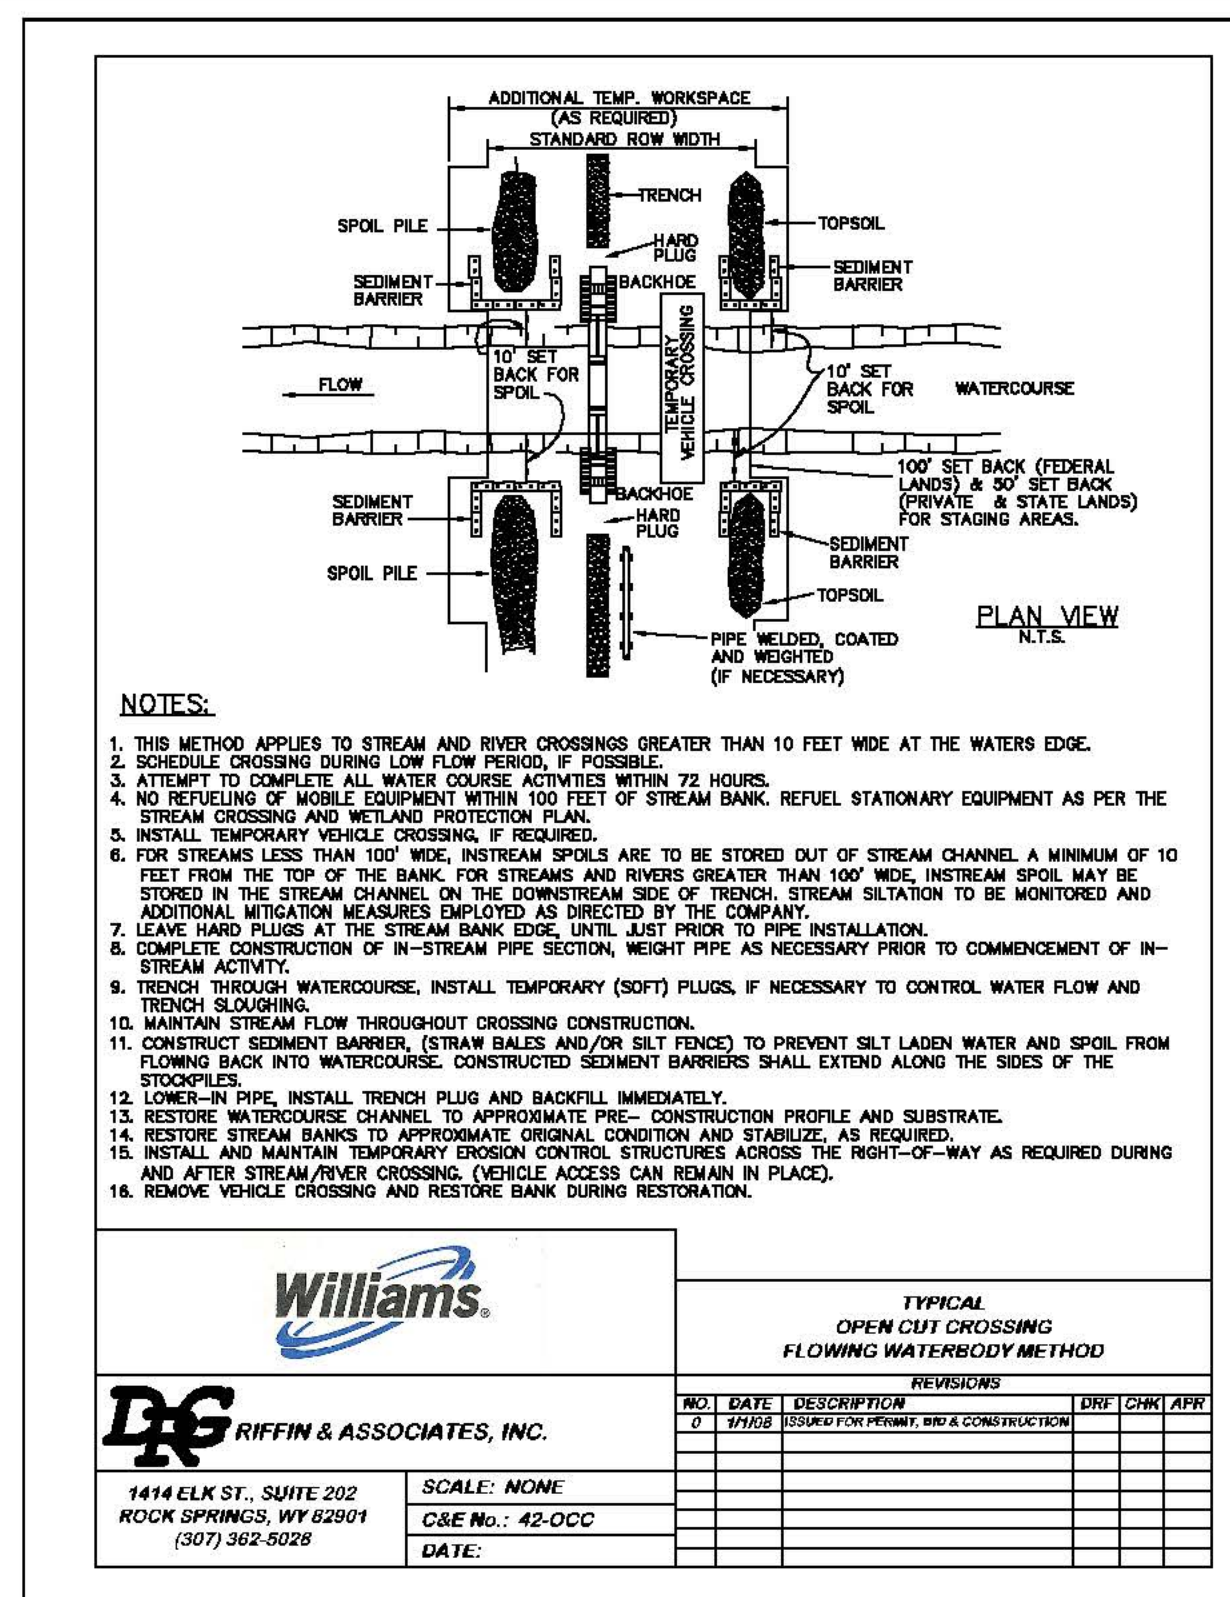 ADDITIONAL TEMP. WORKSPACE
(AS REQUIRED)
STANDARD ROW WIDTH
TRENCH
SPOIL PILE
TOPSOIL
HARD
PLUG
SEDIMENT
BARRIER
BACKHOE
SEDIMENT
BARRIER
TEMPORARY
VEHICLE CROSSING
10' SET
BACK FOR
SPOIL
FLOW
10' SET
BACK FOR
SPOIL
WATERCOURSE
100' SET BACK (FEDERAL
LANDS) & 50' SET BACK
(PRIVATE & STATE LANDS)
FOR STAGING AREAS.
SEDIMENT
BARRIER
BACKHOE
HARD
PLUG
SEDIMENT
BARRIER
SPOIL PILE
TOPSOIL
PIPE WELDED, COATED
AND WEIGHTED
(IF NECESSARY)
PLAN VIEW
N.T.S.
NOTES:
1. THIS METHOD APPLIES TO STREAM AND RIVER CROSSINGS GREATER THAN 10 FEET WIDE AT THE WATERS EDGE.
2. SCHEDULE CROSSING DURING LOW FLOW PERIOD, IF POSSIBLE.
3. ATTEMPT TO COMPLETE ALL WATER COURSE ACTIVITIES WITHIN 72 HOURS.
4. NO REFUELING OF MOBILE EQUIPMENT WITHIN 100 FEET OF STREAM BANK. REFUEL STATIONARY EQUIPMENT AS PER THE
STREAM CROSSING AND WETLAND PROTECTION PLAN.
5. INSTALL TEMPORARY VEHICLE CROSSING, IF REQUIRED.
6. FOR STREAMS LESS THAN 100' WIDE, INSTREAM SPOILS ARE TO BE STORED OUT OF STREAM CHANNEL A MINIMUM OF 10
FEET FROM THE TOP OF THE BANK. FOR STREAMS AND RIVERS GREATER THAN 100' WIDE, INSTREAM SPOIL MAY BE
STORED IN THE STREAM CHANNEL ON THE DOWNSTREAM SIDE OF TRENCH. STREAM SILTATION TO BE MONITORED AND
ADDITIONAL MITIGATION MEASURES EMPLOYED AS DIRECTED BY THE COMPANY.
7. LEAVE HARD PLUGS AT THE STREAM BANK EDGE, UNTIL JUST PRIOR TO PIPE INSTALLATION.
8. COMPLETE CONSTRUCTION OF IN-STREAM PIPE SECTION, WEIGHT PIPE AS NECESSARY PRIOR TO COMMENCEMENT OF IN-
STREAM ACTIVITY.
9. TRENCH THROUGH WATERCOURSE, INSTALL TEMPORARY (SOFT) PLUGS, IF NECESSARY TO CONTROL WATER FLOW AND
TRENCH SLOUGHING.
10. MAINTAIN STREAM FLOW THROUGHOUT CROSSING CONSTRUCTION.
11. CONSTRUCT SEDIMENT BARRIER, (STRAW BALES AND/OR SILT FENCE) TO PREVENT SILT LADEN WATER AND SPOIL FROM
FLOWING BACK INTO WATERCOURSE. CONSTRUCTED SEDIMENT BARRIERS SHALL EXTEND ALONG THE SIDES OF THE
STOCKPILES.
12. LOWER-IN PIPE, INSTALL TRENCH PLUG AND BACKFILL IMMEDIATELY.
13. RESTORE WATERCOURSE CHANNEL TO APPROXIMATE PRE- CONSTRUCTION PROFILE AND SUBSTRATE.
14. RESTORE STREAM BANKS TO APPROXIMATE ORIGINAL CONDITION AND STABILIZE, AS REQUIRED.
15. INSTALL AND MAINTAIN TEMPORARY EROSION CONTROL STRUCTURES ACROSS THE RIGHT-OF-WAY AS REQUIRED DURING
AND AFTER STREAM/RIVER CROSSING. (VEHICLE ACCESS CAN REMAIN IN PLACE).
16. REMOVE VEHICLE CROSSING AND RESTORE BANK DURING RESTORATION.
Williams®
TYPICAL
OPEN CUT CROSSING
FLOWING WATERBODY METHOD
REVISIONS
NO. DATE DESCRIPTION DRF CHK APR
0 1/1/08 ISSUED FOR PERMIT, BID & CONSTRUCTION
DRG RIFFIN & ASSOCIATES, INC.
1414 ELK ST., SUITE 202
ROCK SPRINGS, WY 82901
(307) 362-5028
SCALE: NONE
C&E No.: 42-OCC
DATE: